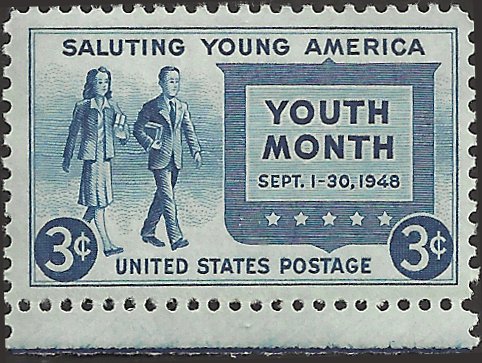 SALUTING YOUNG AMERICA
YOUTH
MONTH
SEPT. 1-30, 1948
3¢
3¢
UNITED STATES POSTAGE